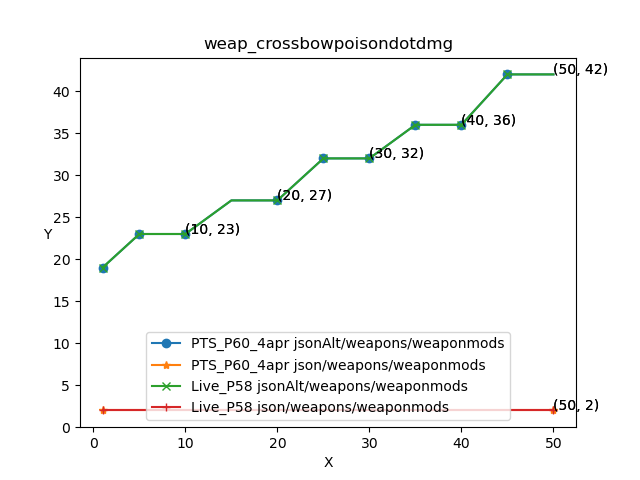 weap_crossbowpoisondotdmg
(50, 42)
(40, 36)
(30, 32)
(20, 27)
(10, 23)
(50, 2)
Y
40
35
30
25
20
15
10
5
0
PTS_P60_4apr jsonAlt/weapons/weaponmods
PTS_P60_4apr json/weapons/weaponmods
Live_P58 jsonAlt/weapons/weaponmods
Live_P58 json/weapons/weaponmods
0 10 20 30 40 50
X